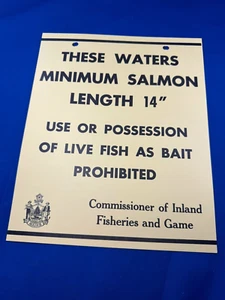 THESE WATERS
MINIMUM SALMON
LENGTH 14”
USE OR POSSESSION
OF LIVE FISH AS BAIT
PROHIBITED
Commissioner of Inland
Fisheries and Game